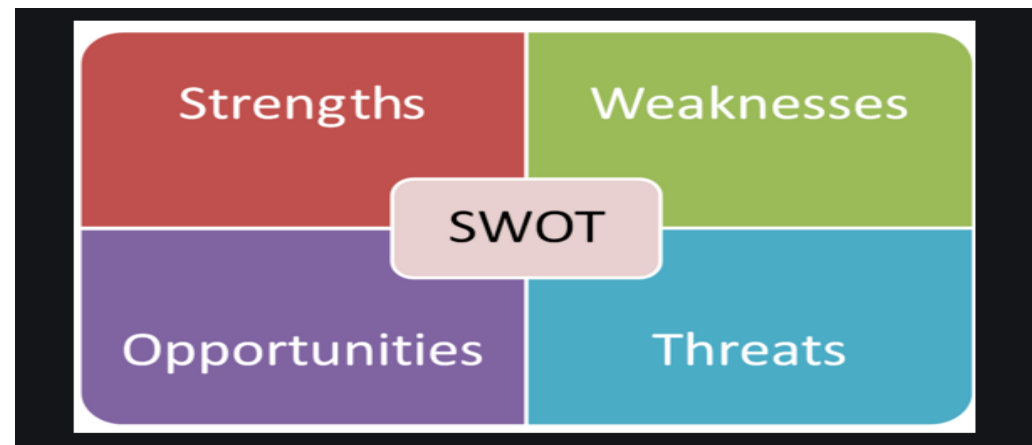 Strengths
Weaknesses
SWOT
Opportunities
Threats